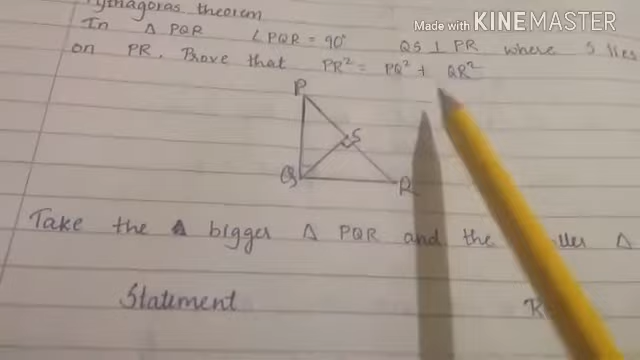 Made with KINEMASTER
Pythagoras theorem
In Δ PQR ∠PQR = 90° QS ⊥ PR where S lies
on PR. Prove that PR² = PQ² + QR²
P
S
Q
R
Take the bigger Δ PQR and the Δ
Statement